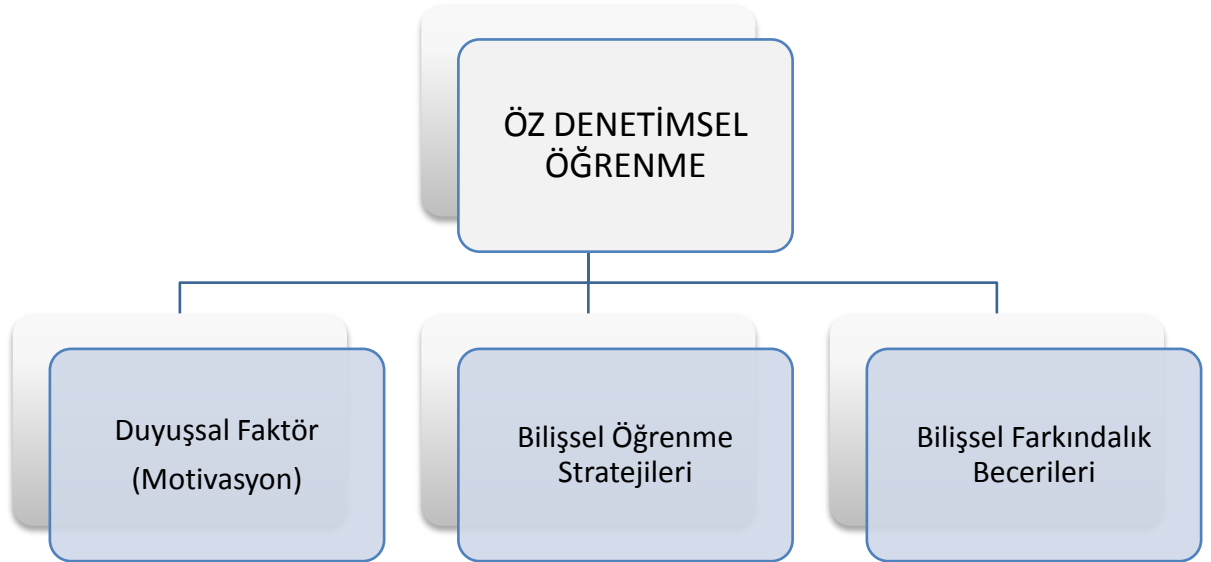 ÖZ DENETİMSEL
ÖĞRENME
Duyuşsal Faktör
(Motivasyon)
Bilişsel Öğrenme
Stratejileri
Bilişsel Farkındalık
Becerileri